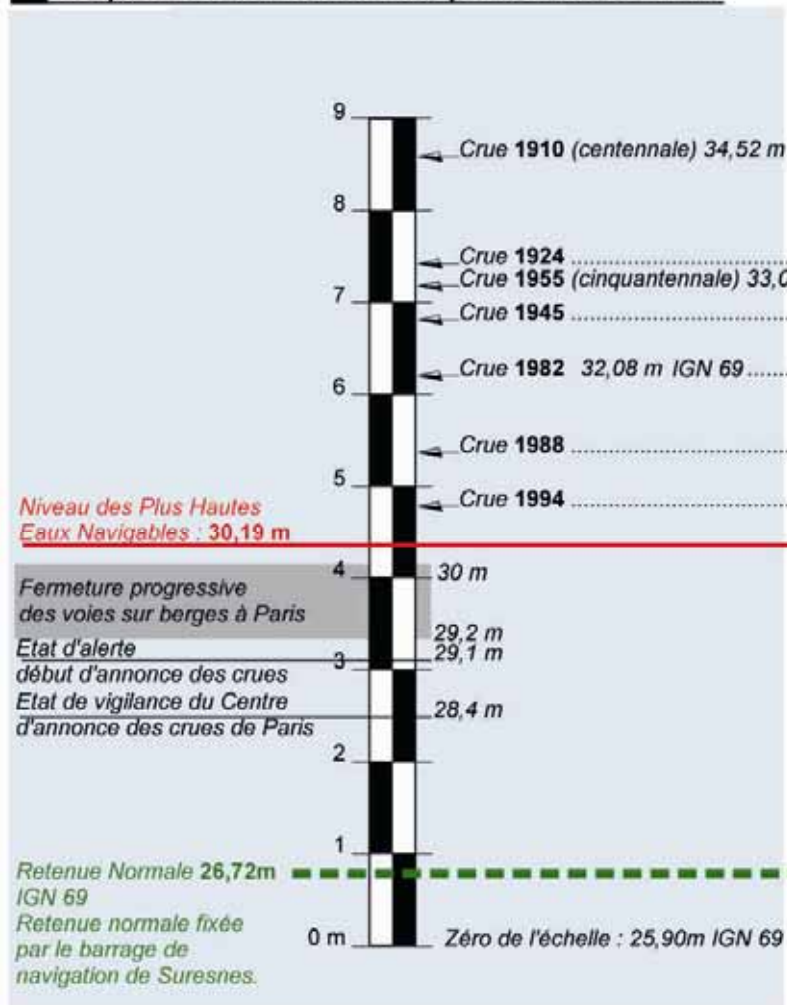 9
Crue 1910 (centennale) 34,52 m
8
Crue 1924 ..............................
Crue 1955 (cinquantennale) 33,0
7
Crue 1945 ..............................
Crue 1982 32,08 m IGN 69 ......
6
Crue 1988 ..............................
5
Crue 1994 ..............................
Niveau des Plus Hautes
Eaux Navigables : 30,19 m
4
30 m
Fermeture progressive
des voies sur berges à Paris
29,2 m
Etat d'alerte
29,1 m
3
début d'annonce des crues
Etat de vigilance du Centre
d'annonce des crues de Paris
28,4 m
2
1
Retenue Normale 26,72m
IGN 69
Retenue normale fixée
par le barrage de
navigation de Suresnes.
0 m
Zéro de l'échelle : 25,90m IGN 69